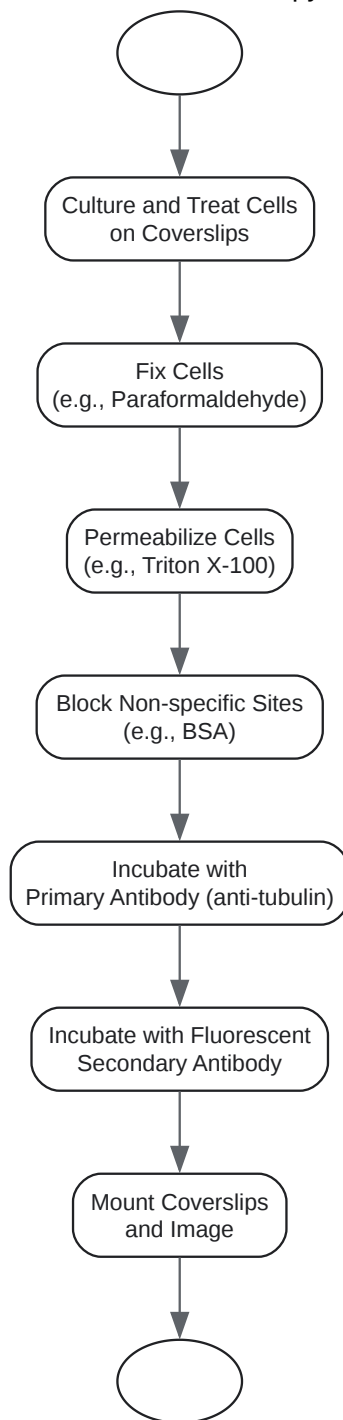 Culture and Treat Cells
on Coverslips
Fix Cells
(e.g., Paraformaldehyde)
Permeabilize Cells
(e.g., Triton X-100)
Block Non-specific Sites
(e.g., BSA)
Incubate with
Primary Antibody (anti-tubulin)
Incubate with Fluorescent
Secondary Antibody
Mount Coverslips
and Image